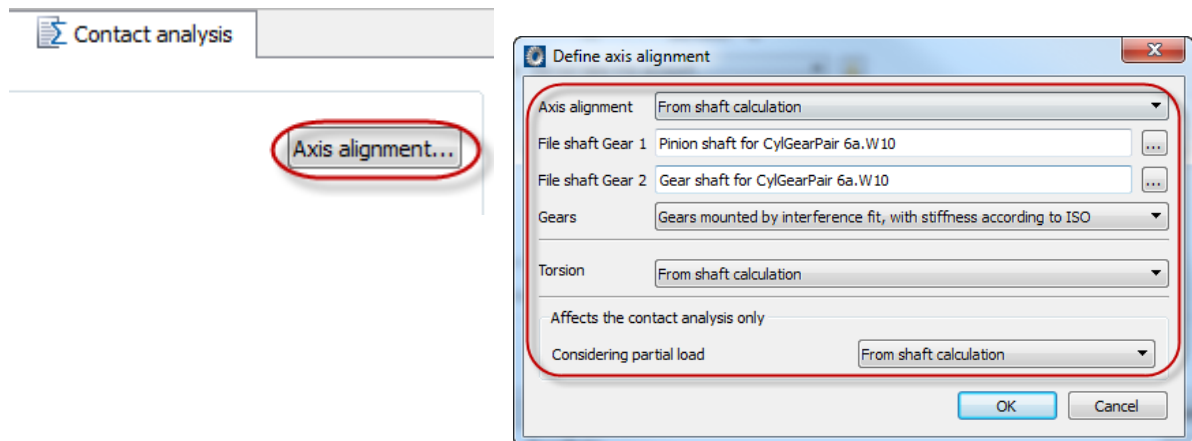 Contact analysis
Axis alignment...
Define axis alignment
Axis alignment From shaft calculation
File shaft Gear 1 Pinion shaft for CylGearPair 6a.W10 ...
File shaft Gear 2 Gear shaft for CylGearPair 6a.W10 ...
Gears Gears mounted by interference fit, with stiffness according to ISO
Torsion From shaft calculation
Affects the contact analysis only
Considering partial load From shaft calculation
OK Cancel